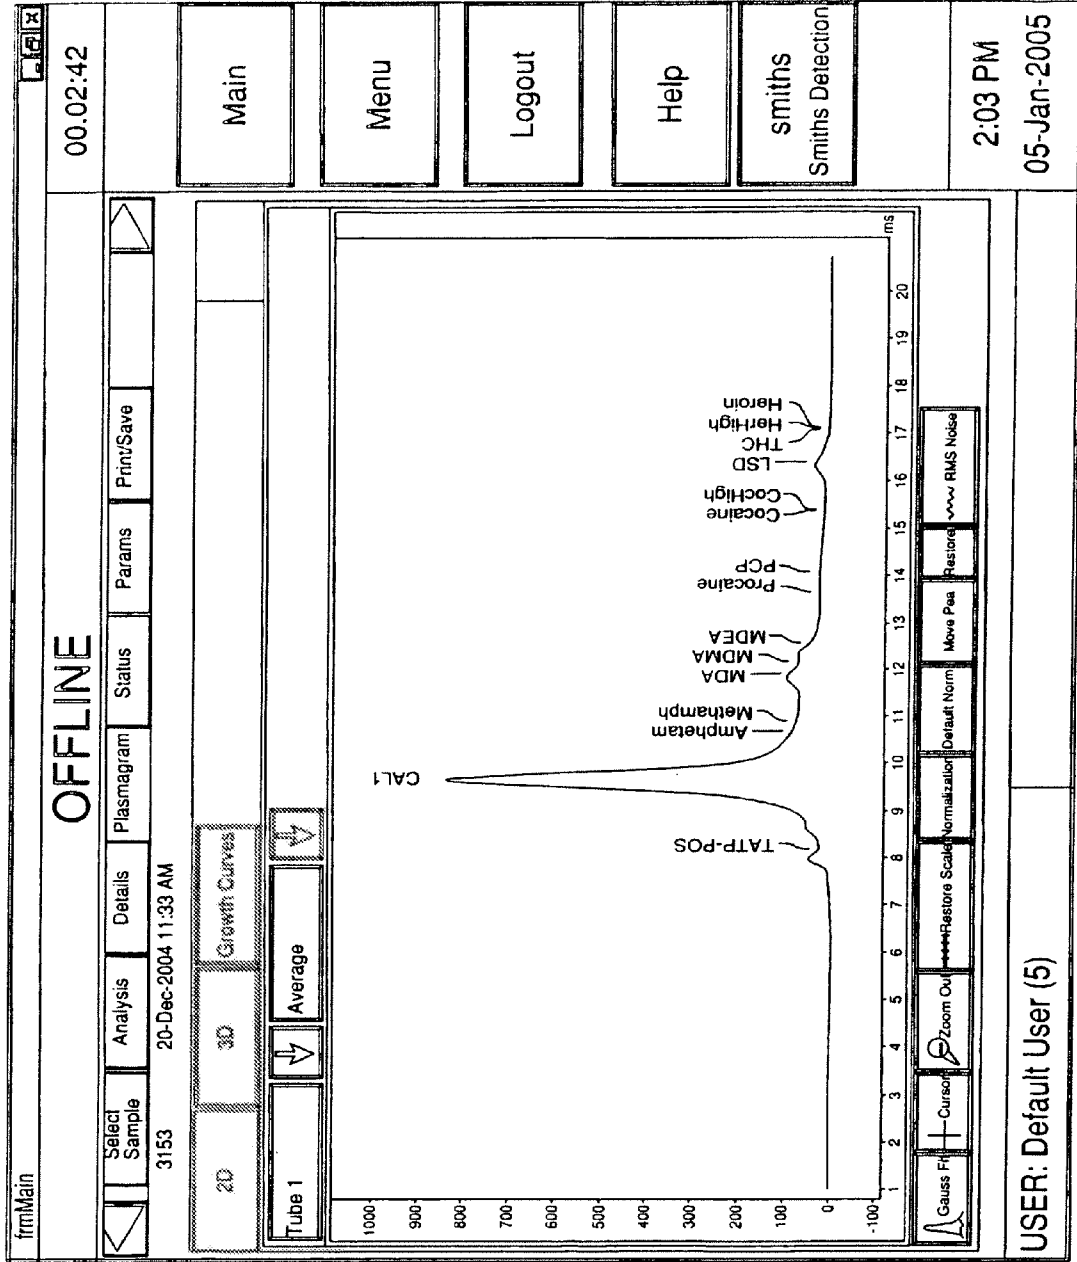 frmMain
OFFLINE
00.02:42
Select
Sample
Analysis
Details
Plasmagram
Status
Params
Print/Save
3153
20-Dec-2004 11:33 AM
2D
3D
Growth Curves
Tube 1
Average
1000
900
800
700
600
500
400
300
200
100
0
-100
TATP-POS
CAL1
Amphetam
Methamph
MDA
MDMA
MDEA
Procaine
PCP
Cocaine
CocHigh
LSD
THC
HerHigh
Heroin
1 2 3 4 5 6 7 8 9 10 11 12 13 14 15 16 17 18 19 20
ms
Cursor
Zoom Out
Restore Scale
Normalization
Default Norm
Move Pea
Restore
RMS Noise
Main
Menu
Logout
Help
smiths
Smiths Detection
USER: Default User (5)
2:03 PM
05-Jan-2005